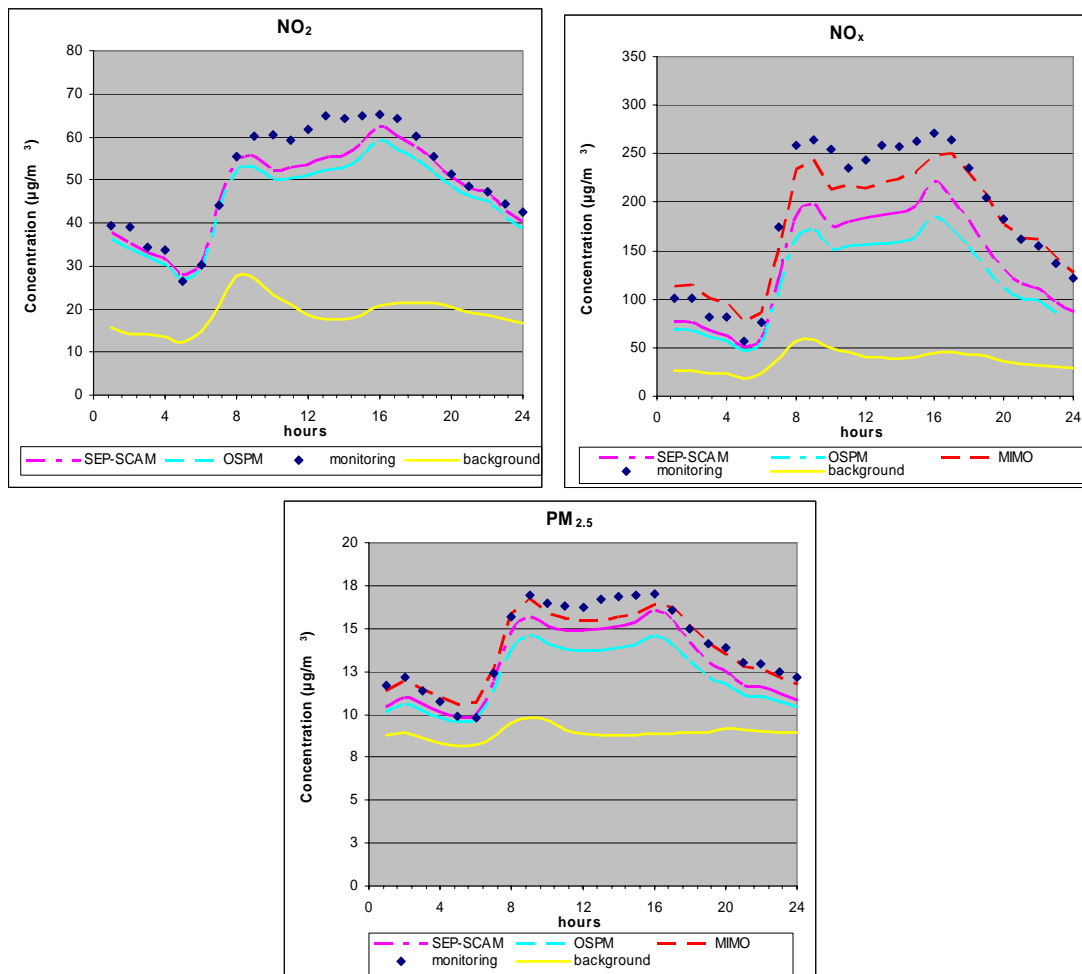 NO2
80
70
60
50
40
30
20
10
0
Concentration (µg/m 3)
0 4 8 12 16 20 24
hours
SEP-SCAM OSPM monitoring background
NOx
350
300
250
200
150
100
50
0
Concentration (µg/m 3)
0 4 8 12 16 20 24
hours
SEP-SCAM OSPM MIMO
monitoring background
PM2.5
20
18
15
13
10
8
5
3
0
Concentration (µg/m 3)
0 4 8 12 16 20 24
hours
SEP-SCAM OSPM MIMO
monitoring background